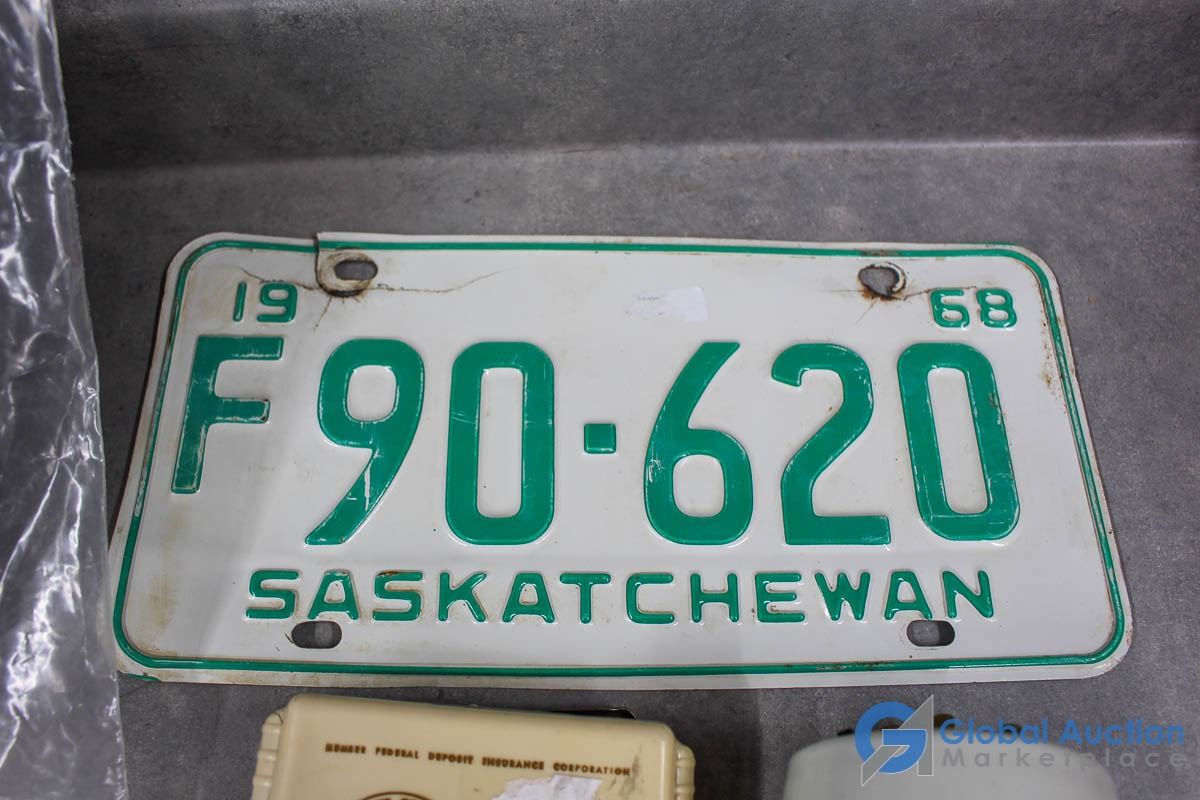 19 68
F90-620
SASKATCHEWAN
MEMBER FEDERAL DEPOSIT INSURANCE CORPORATION
Global Auction
Marketplace